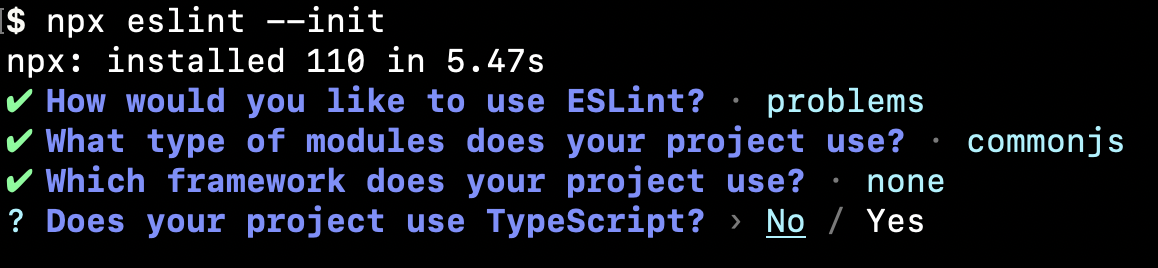 $ npx eslint --init
npx: installed 110 in 5.47s
✔ How would you like to use ESLint? · problems
✔ What type of modules does your project use? · commonjs
✔ Which framework does your project use? · none
? Does your project use TypeScript? › No / Yes